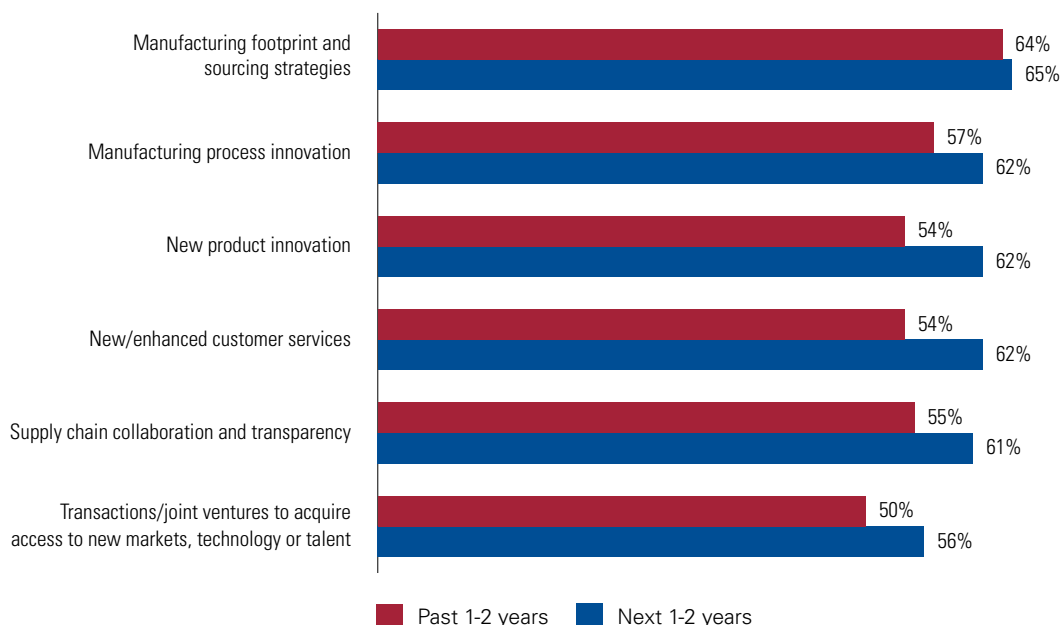 Manufacturing footprint and
sourcing strategies
64%
65%
Manufacturing process innovation
57%
62%
New product innovation
54%
62%
New/enhanced customer services
54%
62%
Supply chain collaboration and transparency
55%
61%
Transactions/joint ventures to acquire
access to new markets, technology or talent
50%
56%
Past 1-2 years
Next 1-2 years